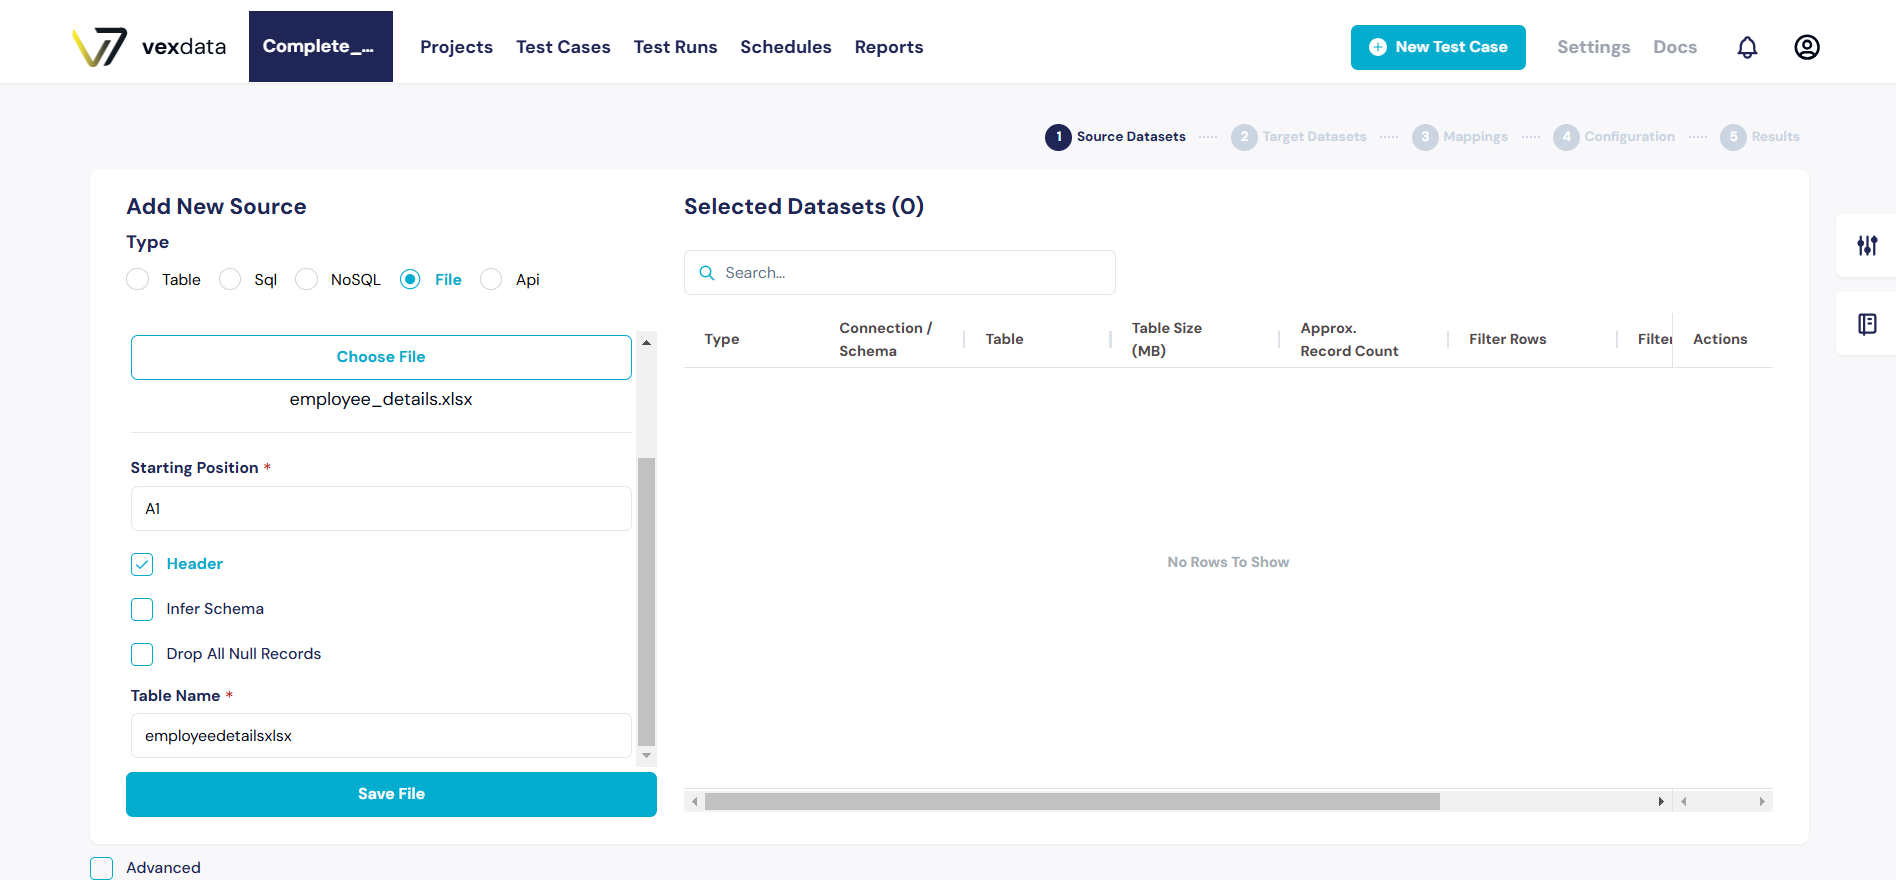 vexdata
Complete_...
Projects
Test Cases
Test Runs
Schedules
Reports
New Test Case
Settings
Docs
1 Source Datasets
2 Target Datasets
3 Mappings
4 Configuration
5 Results
Add New Source
Type
Table
Sql
NoSQL
File
Api
Choose File
employee_details.xlsx
Starting Position *
A1
Header
Infer Schema
Drop All Null Records
Table Name *
employeedetailsxlsx
Save File
Advanced
Selected Datasets (0)
Search...
Type
Connection /
Schema
Table
Table Size
(MB)
Approx.
Record Count
Filter Rows
Filter
Actions
No Rows To Show